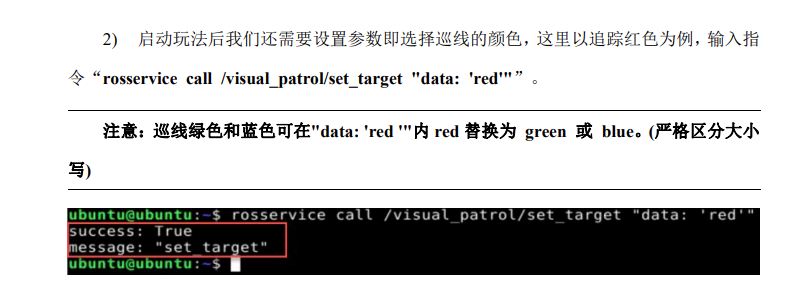 2) 启动玩法后我们还需要设置参数即选择巡线的颜色，这里以追踪红色为例，输入指
令“rosservice call /visual_patrol/set_target "data: 'red'"”。
注意：巡线绿色和蓝色可在"data: 'red '"内 red 替换为 green 或 blue。(严格区分大小
写)
ubuntu@ubuntu:~$ rosservice call /visual_patrol/set_target "data: 'red'"
success: True
message: "set_target"
ubuntu@ubuntu:~$